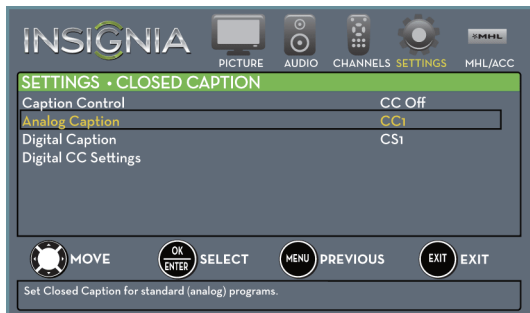 INSIGNIA
PICTURE AUDIO CHANNELS SETTINGS MHL/ACC
MHL
SETTINGS • CLOSED CAPTION
Caption Control CC Off
Analog Caption CC1
Digital Caption CS1
Digital CC Settings
MOVE OK ENTER SELECT MENU PREVIOUS EXIT EXIT
Set Closed Caption for standard (analog) programs.